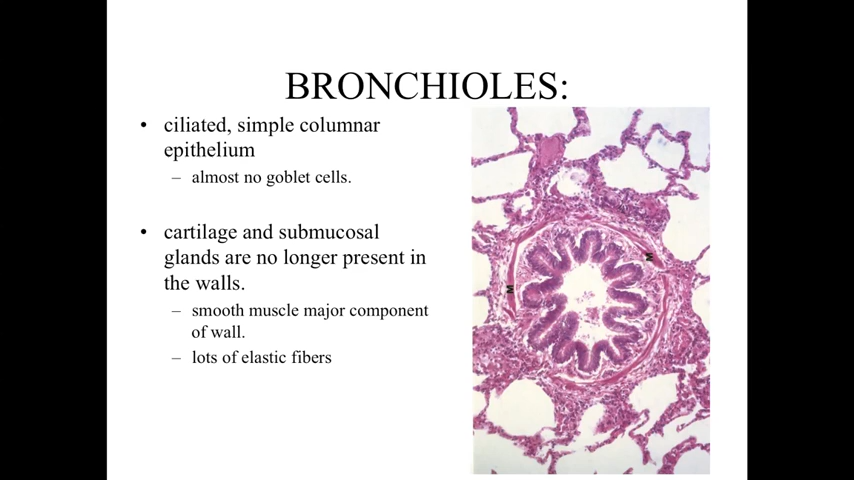 BRONCHIOLES:
• ciliated, simple columnar
epithelium
– almost no goblet cells.
• cartilage and submucosal
glands are no longer present in
the walls.
– smooth muscle major component
of wall.
– lots of elastic fibers
M
M